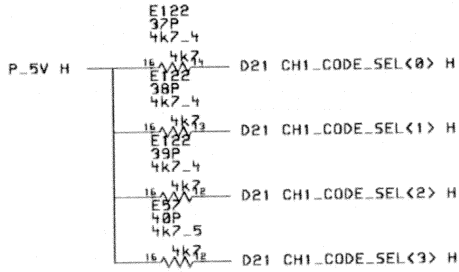 E122
37P
4k7_4
4k7
P_5V H
16 14 D21 CH1_CODE_SEL<0> H
E122
38P
4k7_4
4k7
16 13 D21 CH1_CODE_SEL<1> H
E122
39P
4k7_4
4k7
16 12 D21 CH1_CODE_SEL<2> H
E57
40P
4k7_5
4k7
16 12 D21 CH1_CODE_SEL<3> H